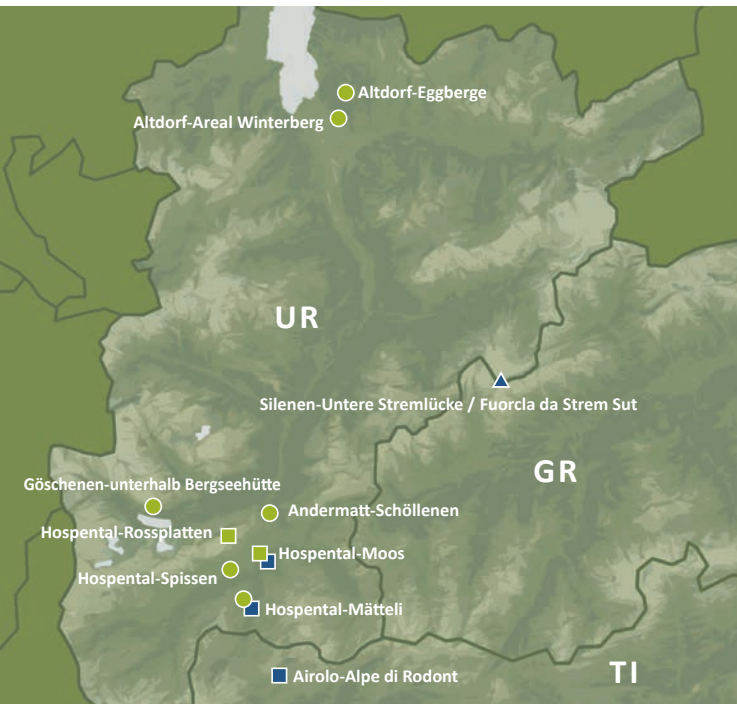 Altdorf-Eggberge
Altdorf-Areal Winterberg
UR
Silenen-Untere Stremlücke / Fuorcla da Strem Sut
GR
Göschenen-unterhalb Bergseehütte
Andermatt-Schöllenen
Hospental-Rossplatten
Hospental-Moos
Hospental-Spissen
Hospental-Mätteli
TI
Airolo-Alpe di Rodont